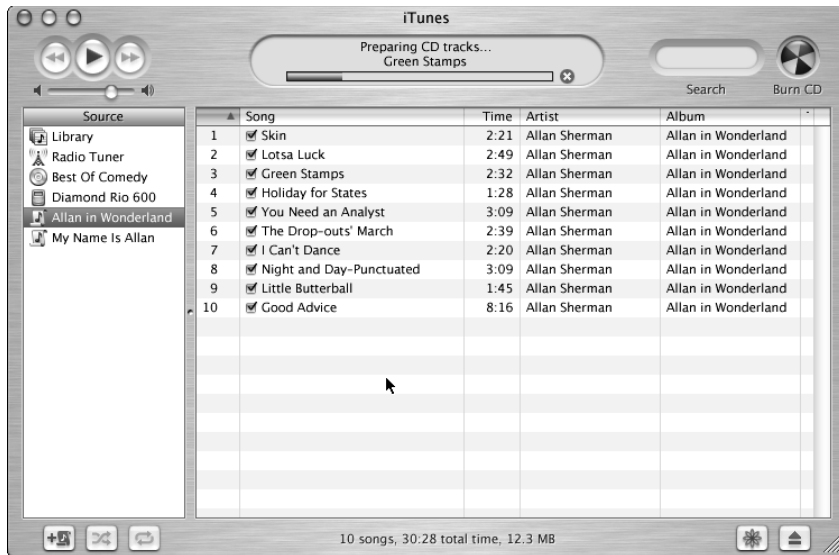 iTunes
Preparing CD tracks...
Green Stamps
Search
Burn CD
Source
Library
Radio Tuner
Best Of Comedy
Diamond Rio 600
Allan in Wonderland
My Name Is Allan
Song Time Artist Album
1 Skin 2:21 Allan Sherman Allan in Wonderland
2 Lotsa Luck 2:49 Allan Sherman Allan in Wonderland
3 Green Stamps 2:32 Allan Sherman Allan in Wonderland
4 Holiday for States 1:28 Allan Sherman Allan in Wonderland
5 You Need an Analyst 3:09 Allan Sherman Allan in Wonderland
6 The Drop-outs' March 2:39 Allan Sherman Allan in Wonderland
7 I Can't Dance 2:20 Allan Sherman Allan in Wonderland
8 Night and Day-Punctuated 3:09 Allan Sherman Allan in Wonderland
9 Little Butterball 1:45 Allan Sherman Allan in Wonderland
10 Good Advice 8:16 Allan Sherman Allan in Wonderland
10 songs, 30:28 total time, 12.3 MB